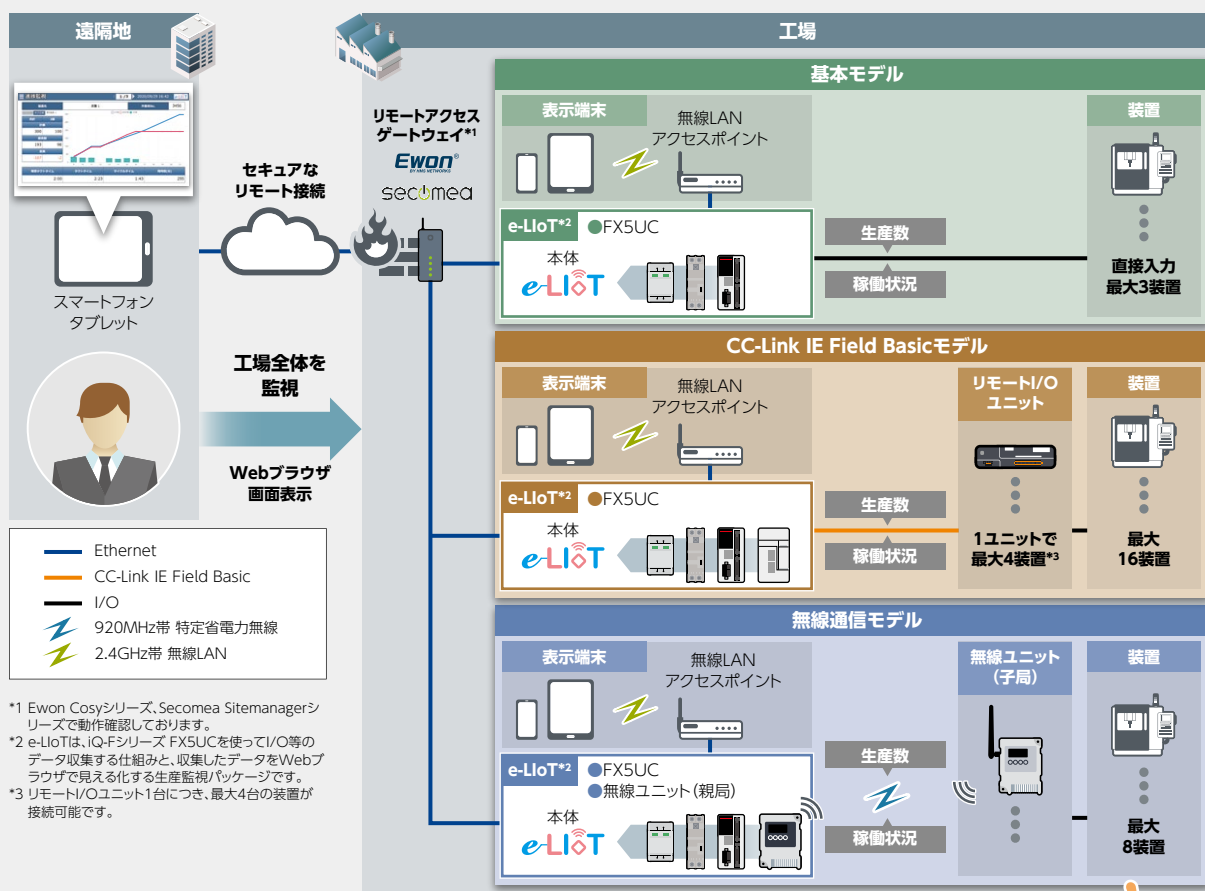 遠隔地
スマートフォン
タブレット
セキュアな
リモート接続
工場全体を
監視
Webブラウザ
画面表示
工場
リモートアクセス
ゲートウェイ*1
Ewon®
BY HMS NETWORKS
secomea
基本モデル
表示端末
無線LAN
アクセスポイント
e-LIoT*2
●FX5UC
本体
e-LIoT
生産数
稼働状況
装置
直接入力
最大3装置
CC-Link IE Field Basicモデル
表示端末
無線LAN
アクセスポイント
e-LIoT*2
●FX5UC
本体
e-LIoT
生産数
稼働状況
リモートI/O
ユニット
1ユニットで
最大4装置*3
装置
最大
16装置
無線通信モデル
表示端末
無線LAN
アクセスポイント
e-LIoT*2
●FX5UC
●無線ユニット(親局)
本体
e-LIoT
生産数
稼働状況
無線ユニット
(子局)
装置
最大
8装置
Ethernet
CC-Link IE Field Basic
I/O
920MHz帯 特定省電力無線
2.4GHz帯 無線LAN
*1 Ewon Cosyシリーズ、Secomea Sitemanagerシ
リーズで動作確認しております。
*2 e-LIoTは、iQ-Fシリーズ FX5UCを使ってI/O等の
データ収集する仕組みと、収集したデータをWebブ
ラウザで見える化する生産監視パッケージです。
*3 リモートI/Oユニット1台につき、最大4台の装置が
接続可能です。